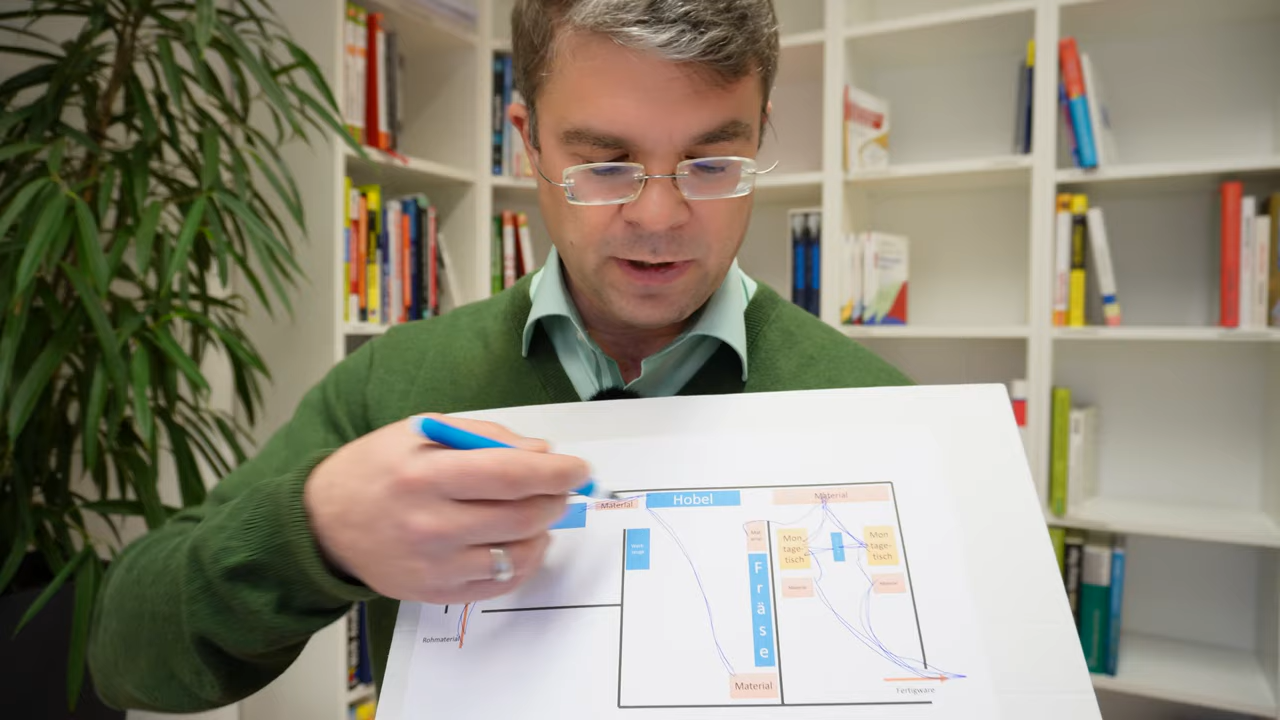 Material
Hobel
Material
Mon
tage-
tisch
Mon
tage-
tisch
F
r
ä
s
e
Material
Rohmaterial
Fertigware